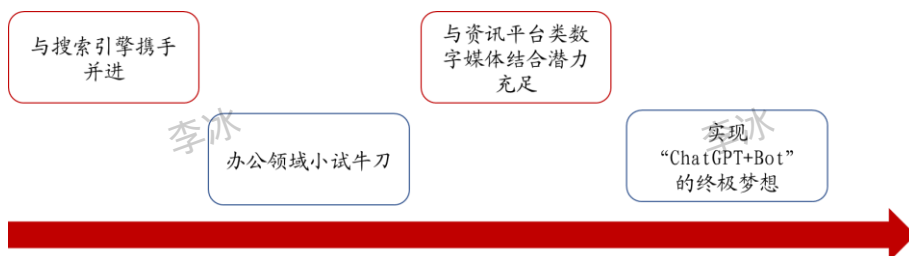 与搜索引擎携手
并进
李冰
办公领域小试牛刀
与资讯平台类数
字媒体结合潜力
充足
李冰
实现
“ChatGPT+Bot”
的终极梦想